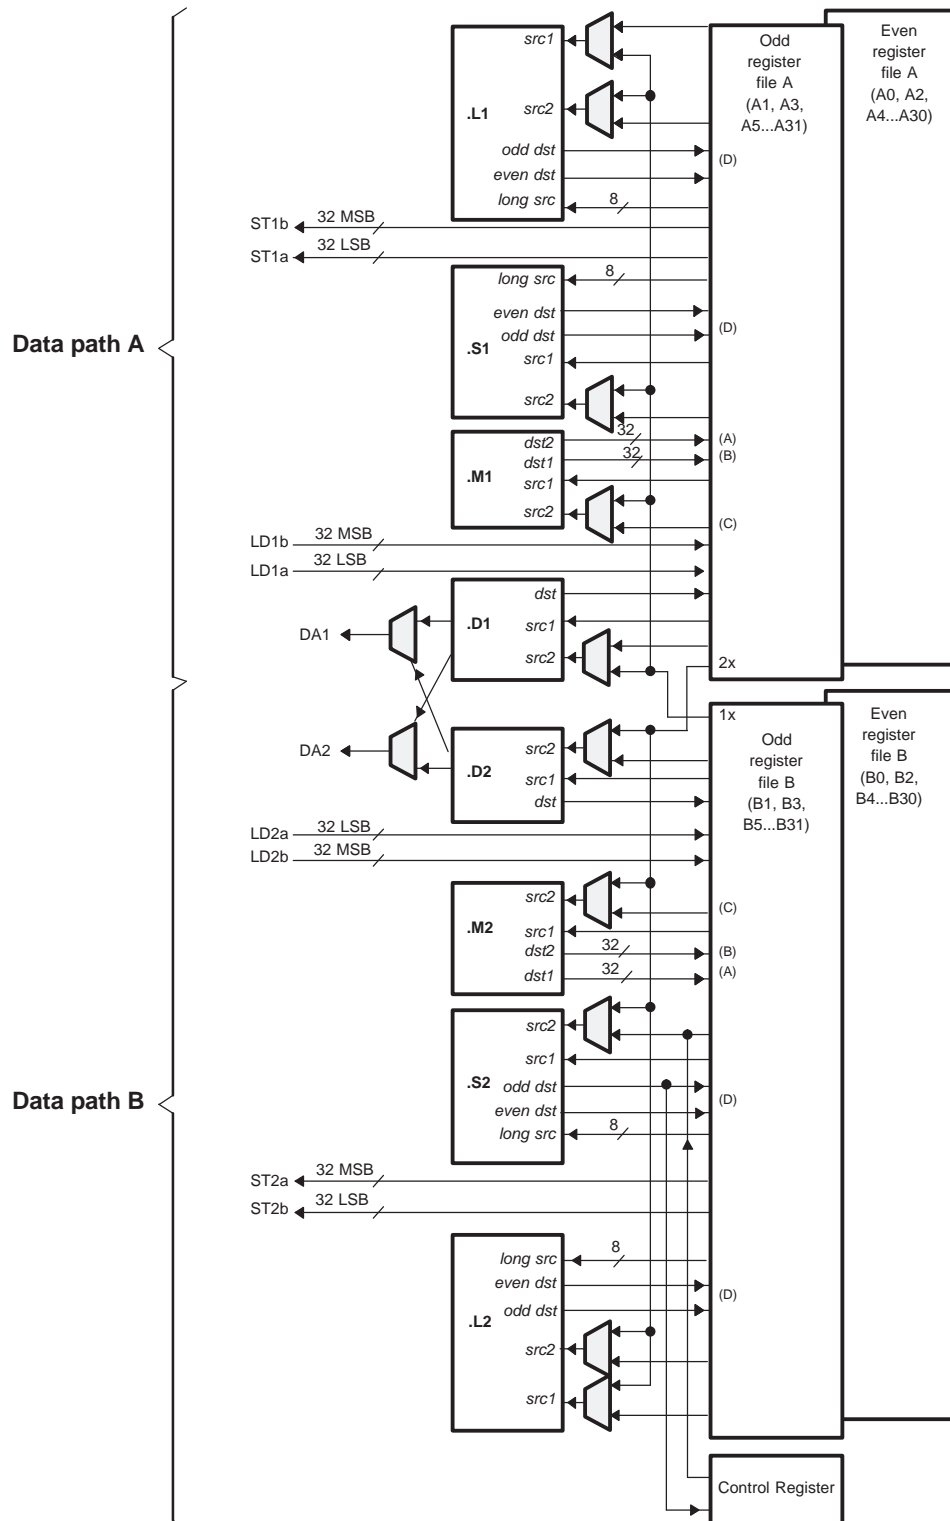 Data path A
src1
.L1
src2
odd dst
even dst
long src
8
Odd
register
file A
(A1, A3,
A5...A31)
Even
register
file A
(A0, A2,
A4...A30)
(D)
ST1b
32 MSB
ST1a
32 LSB
long src
8
even dst
odd dst
.S1
src1
src2
(D)
dst2
32
(A)
dst1
32
(B)
.M1
src1
src2
(C)
LD1b
32 MSB
LD1a
32 LSB
dst
.D1
src1
src2
DA1
2x
DA2
1x
src2
.D2
src1
dst
Odd
register
file B
(B1, B3,
B5...B31)
Even
register
file B
(B0, B2,
B4...B30)
LD2a
32 LSB
LD2b
32 MSB
src2
(C)
.M2
src1
dst2
32
(B)
dst1
32
(A)
Data path B
src2
src1
.S2
odd dst
even dst
(D)
long src
8
ST2a
32 MSB
ST2b
32 LSB
long src
8
even dst
(D)
odd dst
.L2
src2
src1
Control Register